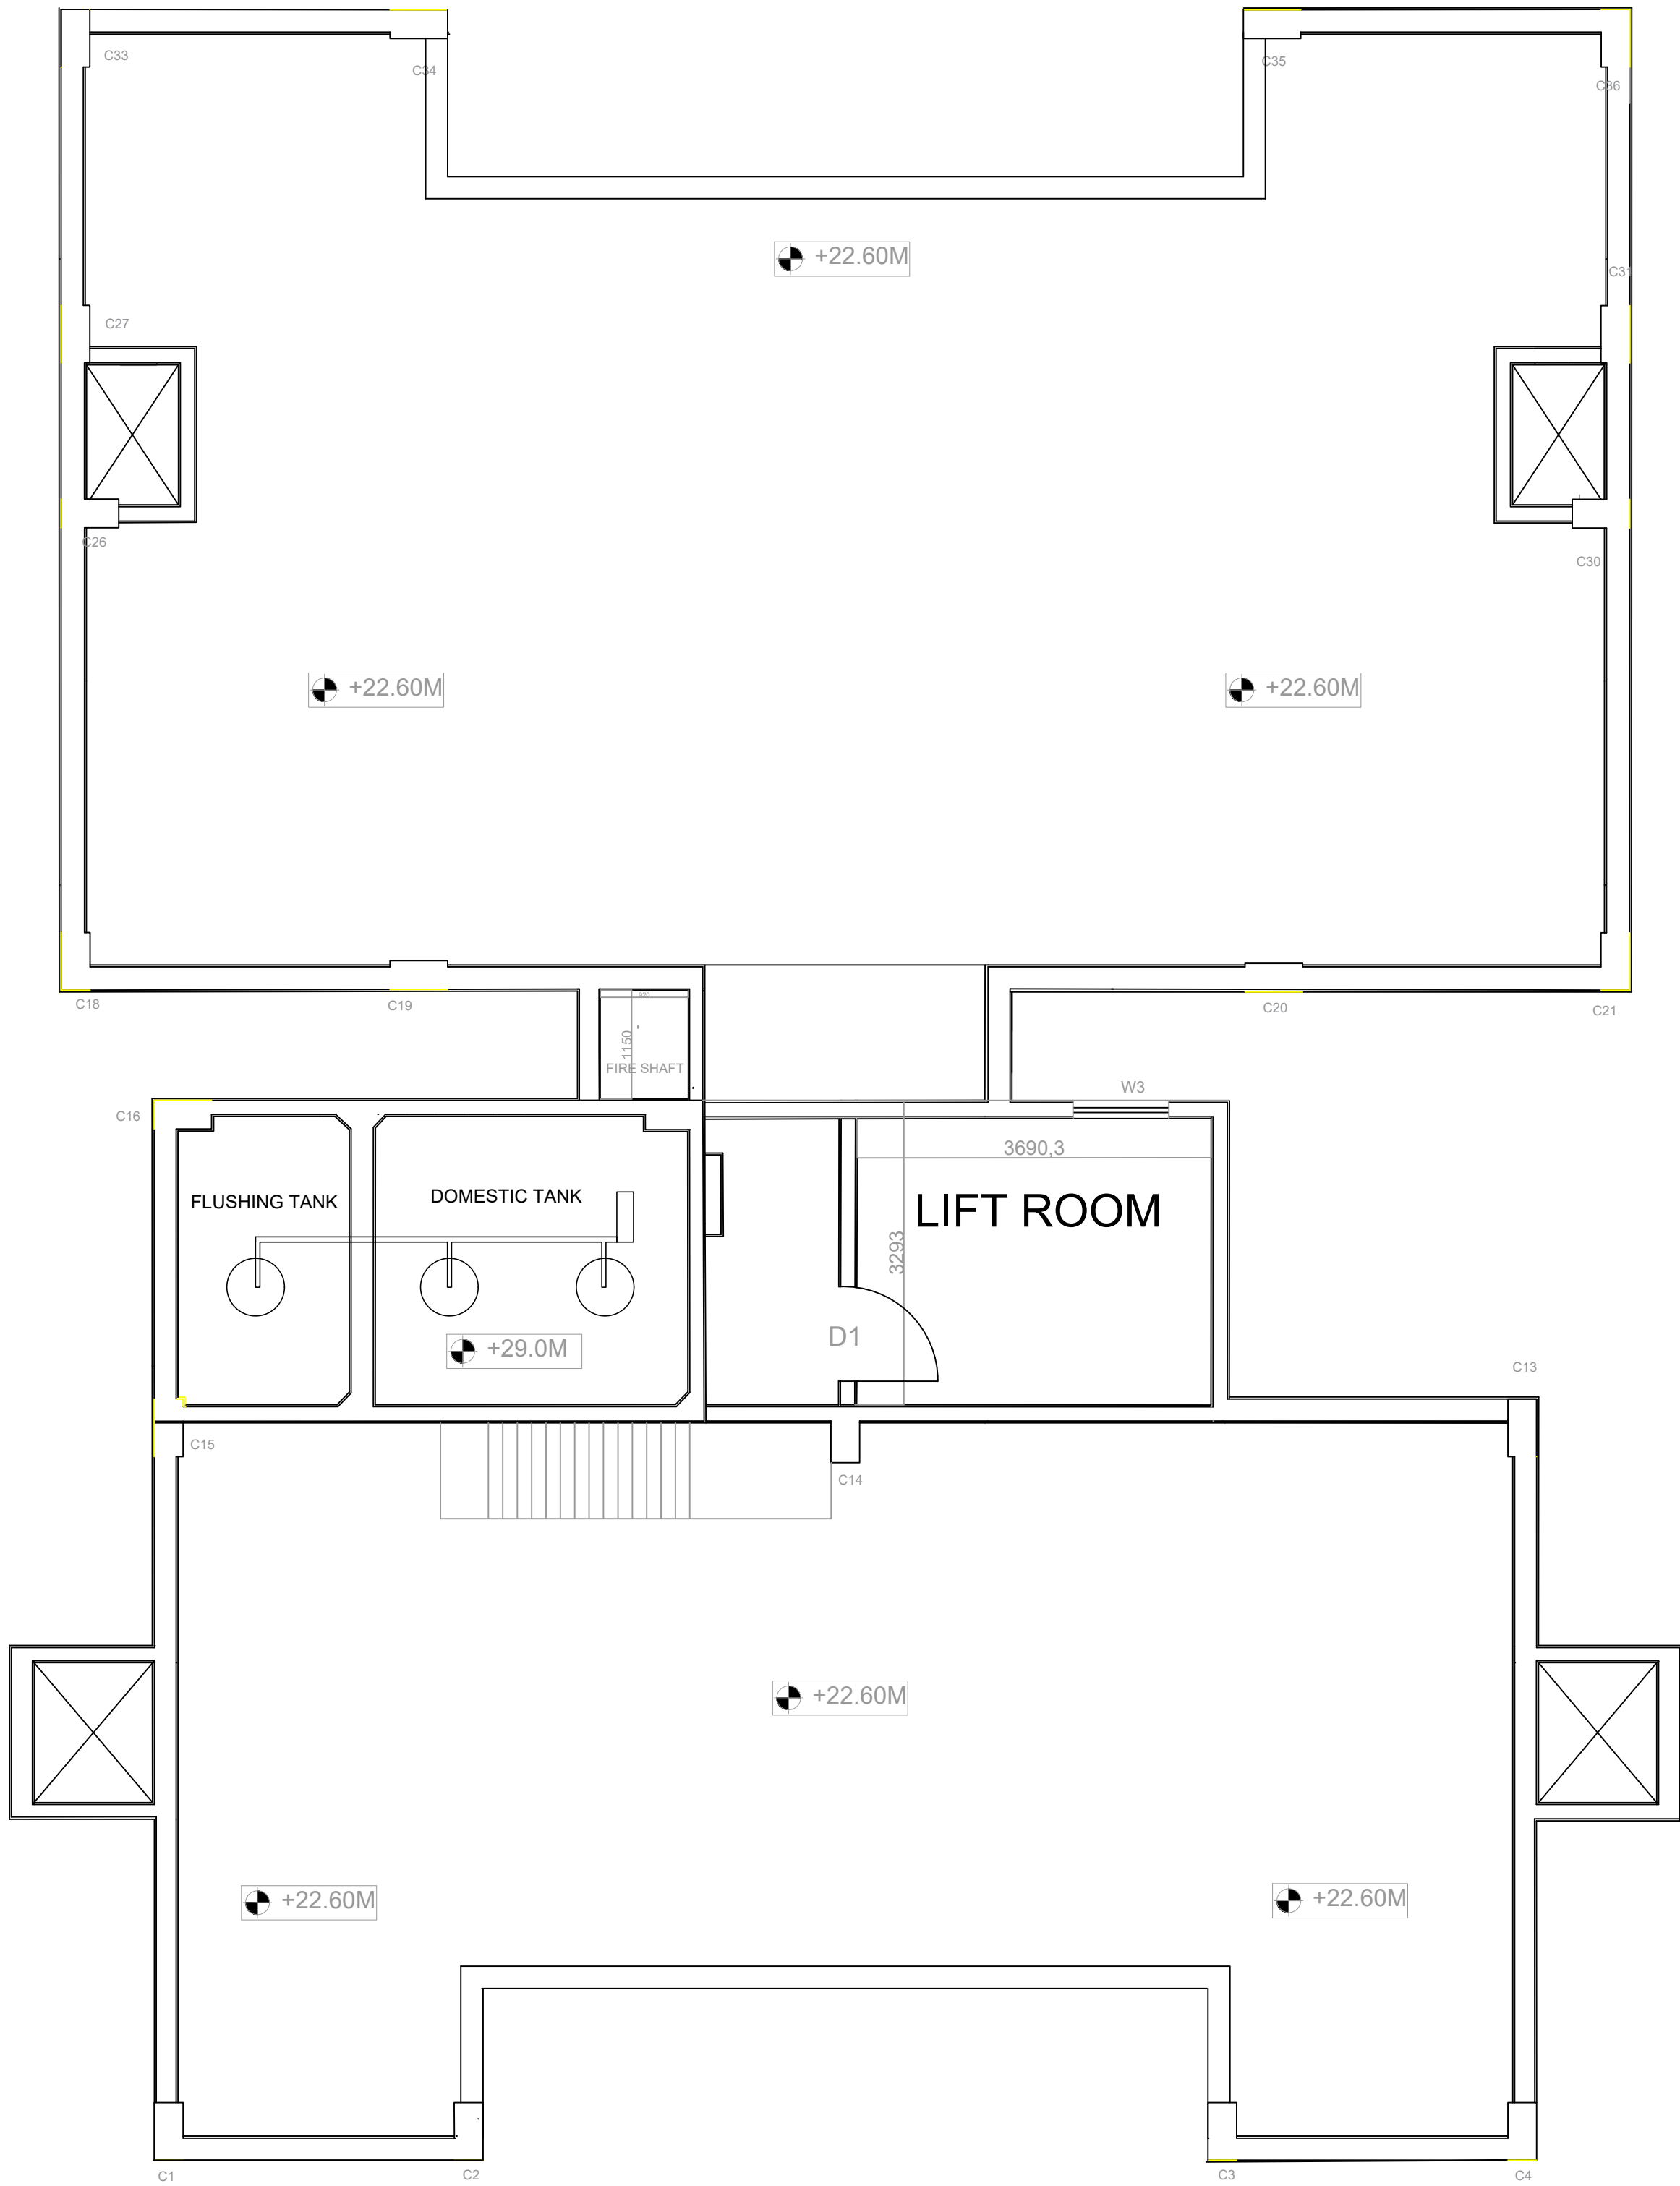 C33
C34
C35
C36
+22.60M
C31
C27
C26
C30
+22.60M
+22.60M
C18
C19
920
C20
C21
1150
FIRE SHAFT
W3
C16
3690,3
FLUSHING TANK
DOMESTIC TANK
LIFT ROOM
3293
D1
+29.0M
C13
C15
C14
+22.60M
+22.60M
+22.60M
C1
C2
C3
C4